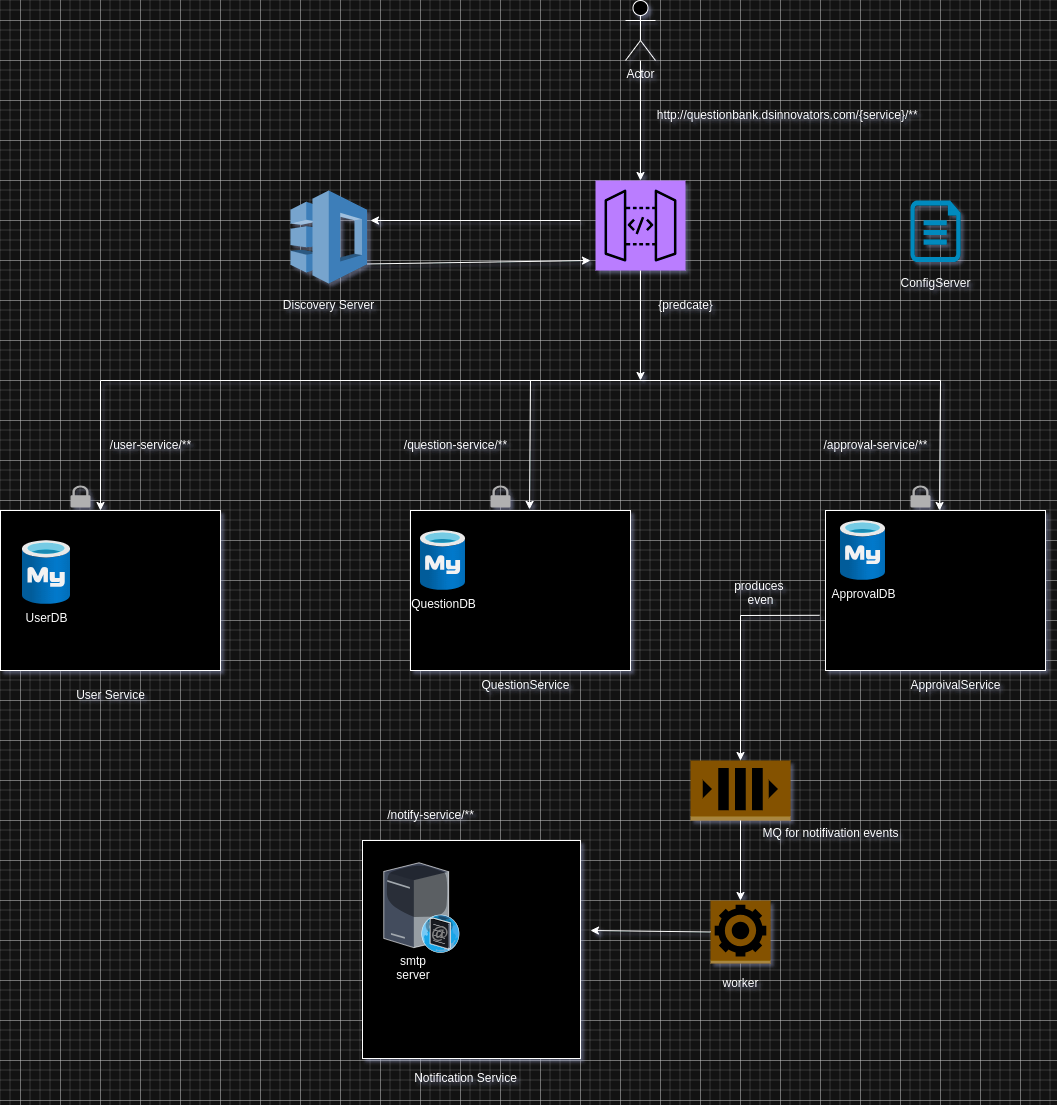 Actor
http://questionbank.dsinnovators.com/{service}/**
</>
Discovery Server
ConfigServer
{predcate}
/user-service/**
/question-service/**
/approval-service/**
My
UserDB
My
QuestionDB
My
ApprovalDB
produces
even
User Service
QuestionService
ApproivalService
/notify-service/**
MQ for notifivation events
@
smtp
server
worker
Notification Service